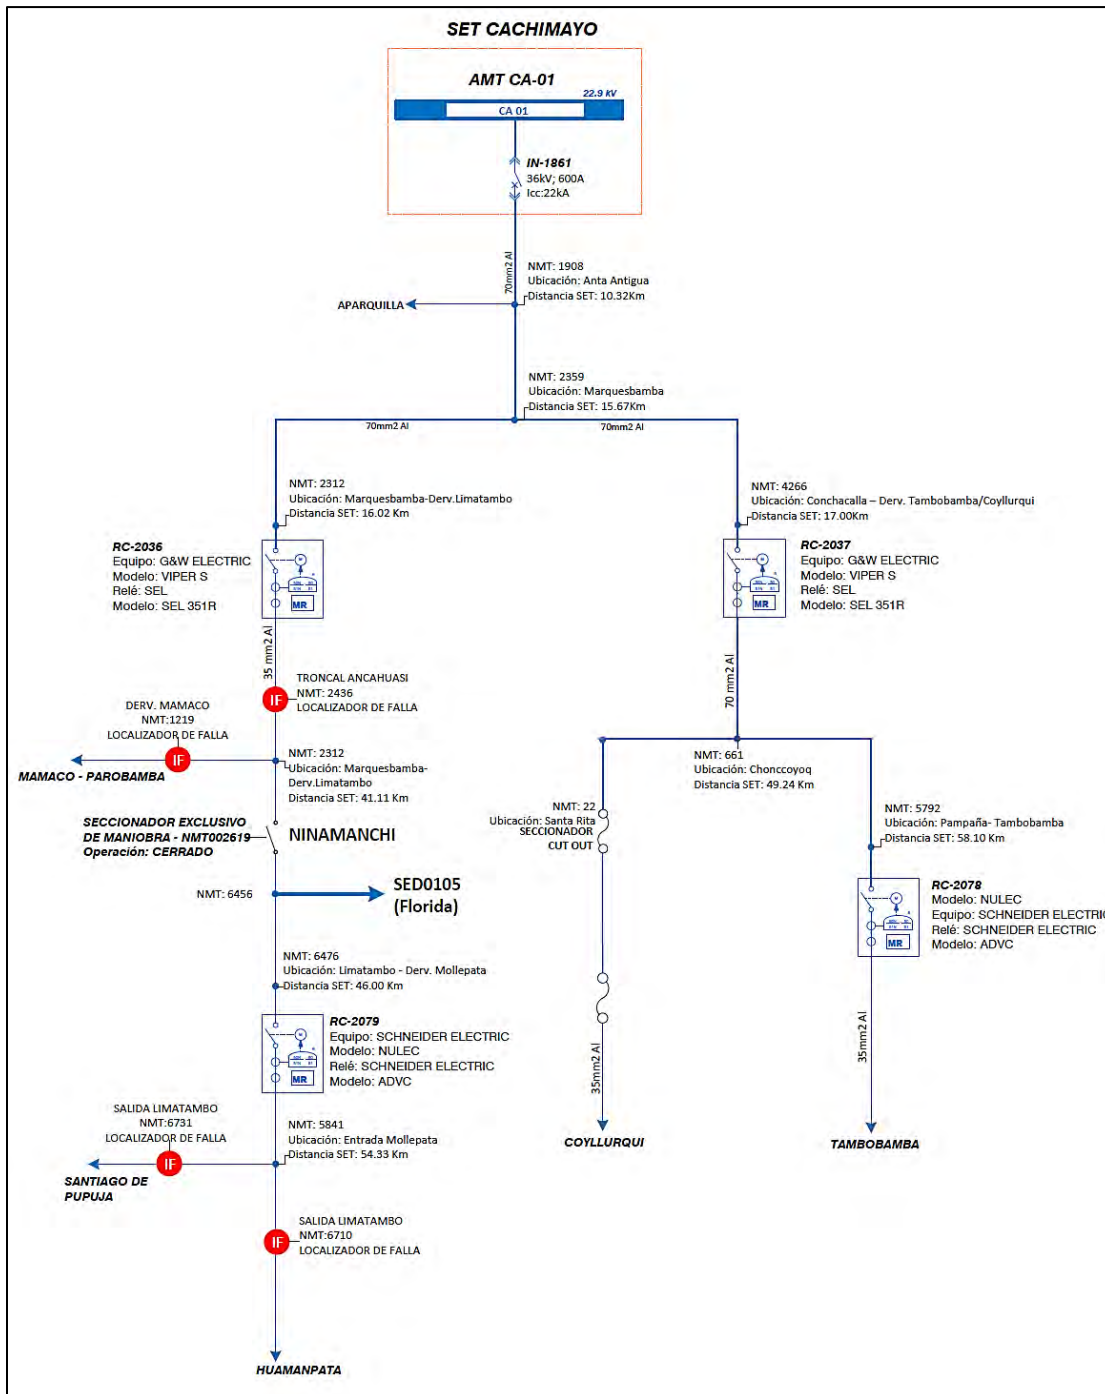 SET CACHIMAYO
AMT CA-01
22.9 kV
CA 01
IN-1861
36kV; 600A
Icc:22kA
70mm2 Al
NMT: 1908
Ubicación: Anta Antigua
Distancia SET: 10.32Km
APARQUILLA
NMT: 2359
Ubicación: Marquesbamba
Distancia SET: 15.67Km
70mm2 Al
70mm2 Al
NMT: 2312
Ubicación: Marquesbamba-Derv.Limatambo
Distancia SET: 16.02 Km
NMT: 4266
Ubicación: Conchacalla – Derv. Tambobamba/Coyllurqui
Distancia SET: 17.00Km
RC-2036
Equipo: G&W ELECTRIC
Modelo: VIPER S
Relé: SEL
Modelo: SEL 351R
M
MR
RC-2037
Equipo: G&W ELECTRIC
Modelo: VIPER S
Relé: SEL
Modelo: SEL 351R
M
MR
35 mm2 Al
70 mm2 Al
TRONCAL ANCAHUASI
NMT: 2436
LOCALIZADOR DE FALLA
IF
DERV. MAMACO
NMT:1219
LOCALIZADOR DE FALLA
IF
MAMACO - PAROBAMBA
NMT: 2312
Ubicación: Marquesbamba-
Derv.Limatambo
Distancia SET: 41.11 Km
NMT: 661
Ubicación: Chonccoyoq
Distancia SET: 49.24 Km
SECCIONADOR EXCLUSIVO
DE MANIOBRA - NMT002619
Operación: CERRADO
NINAMANCHI
NMT: 22
Ubicación: Santa Rita
SECCIONADOR
CUT OUT
NMT: 5792
Ubicación: Pampaña- Tambobamba
Distancia SET: 58.10 Km
NMT: 6456
SED0105
(Florida)
RC-2078
Modelo: NULEC
Equipo: SCHNEIDER ELECTRIC
Relé: SCHNEIDER ELECTRIC
Modelo: ADVC
M
MR
NMT: 6476
Ubicación: Limatambo - Derv. Mollepata
Distancia SET: 46.00 Km
RC-2079
Equipo: SCHNEIDER ELECTRIC
Modelo: NULEC
Relé: SCHNEIDER ELECTRIC
Modelo: ADVC
M
MR
35mm2 Al
35mm2 Al
SALIDA LIMATAMBO
NMT:6731
LOCALIZADOR DE FALLA
IF
SANTIAGO DE
PUPUJA
NMT: 5841
Ubicación: Entrada Mollepata
Distancia SET: 54.33 Km
COYLLURQUI
TAMBOBAMBA
SALIDA LIMATAMBO
NMT:6710
LOCALIZADOR DE FALLA
IF
HUAMANPATA